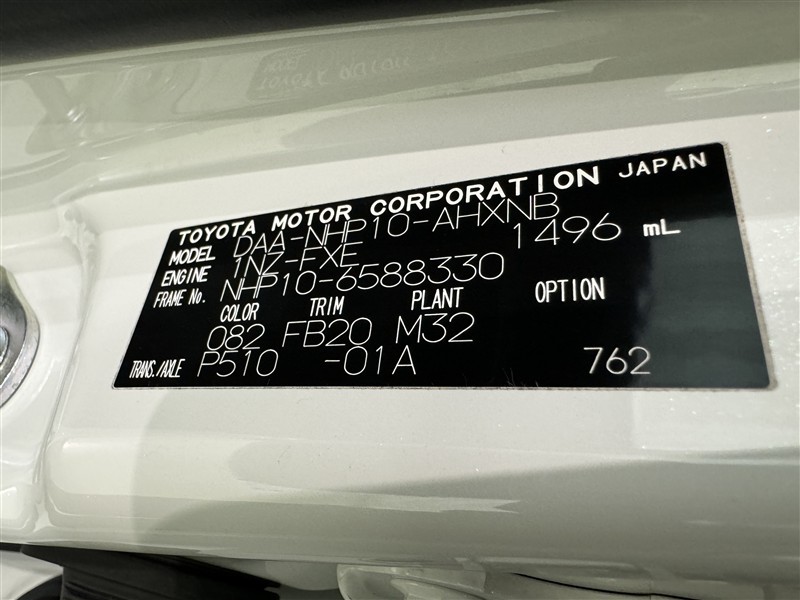 TOYOTA MOTOR CORPORATION JAPAN
MODEL DAA-NHP10-AHXNB
ENGINE 1NZ-FXE 1496 mL
FRAME No. NHP10-6588330
COLOR TRIM PLANT OPTION
082 FB20 M32
TRANS./AXLE P510 -01A 762